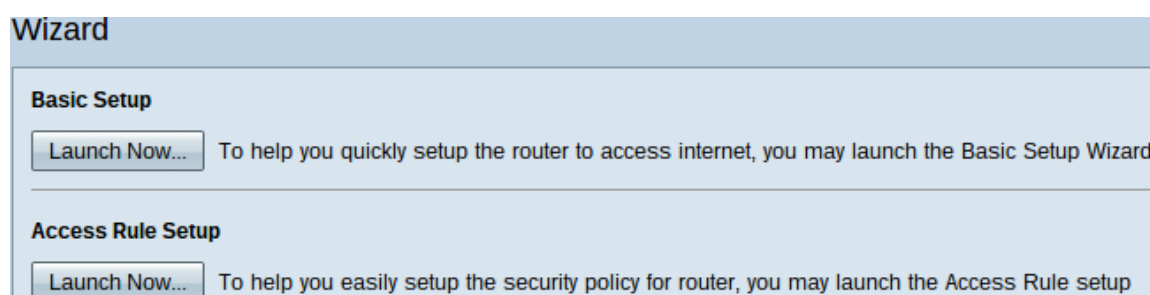 Wizard
Basic Setup
Launch Now... To help you quickly setup the router to access internet, you may launch the Basic Setup Wizard
Access Rule Setup
Launch Now... To help you easily setup the security policy for router, you may launch the Access Rule setup